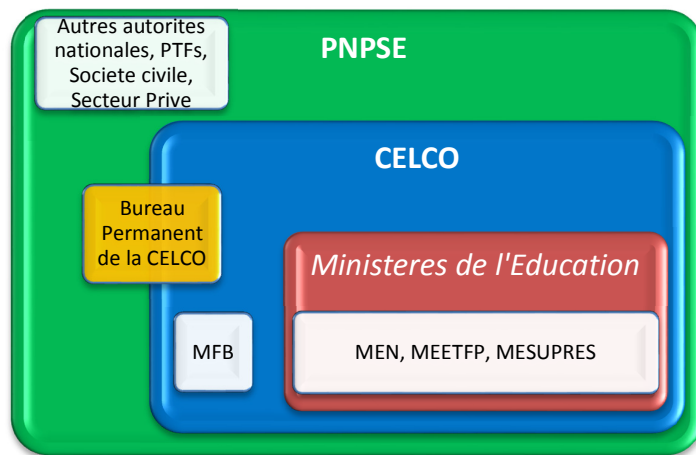 Autres autorites
nationales, PTFs,
Societe civile,
Secteur Prive
PNPSE
CELCO
Bureau
Permanent
de la CELCO
Ministeres de l'Education
MFB
MEN, MEETFP, MESUPRES